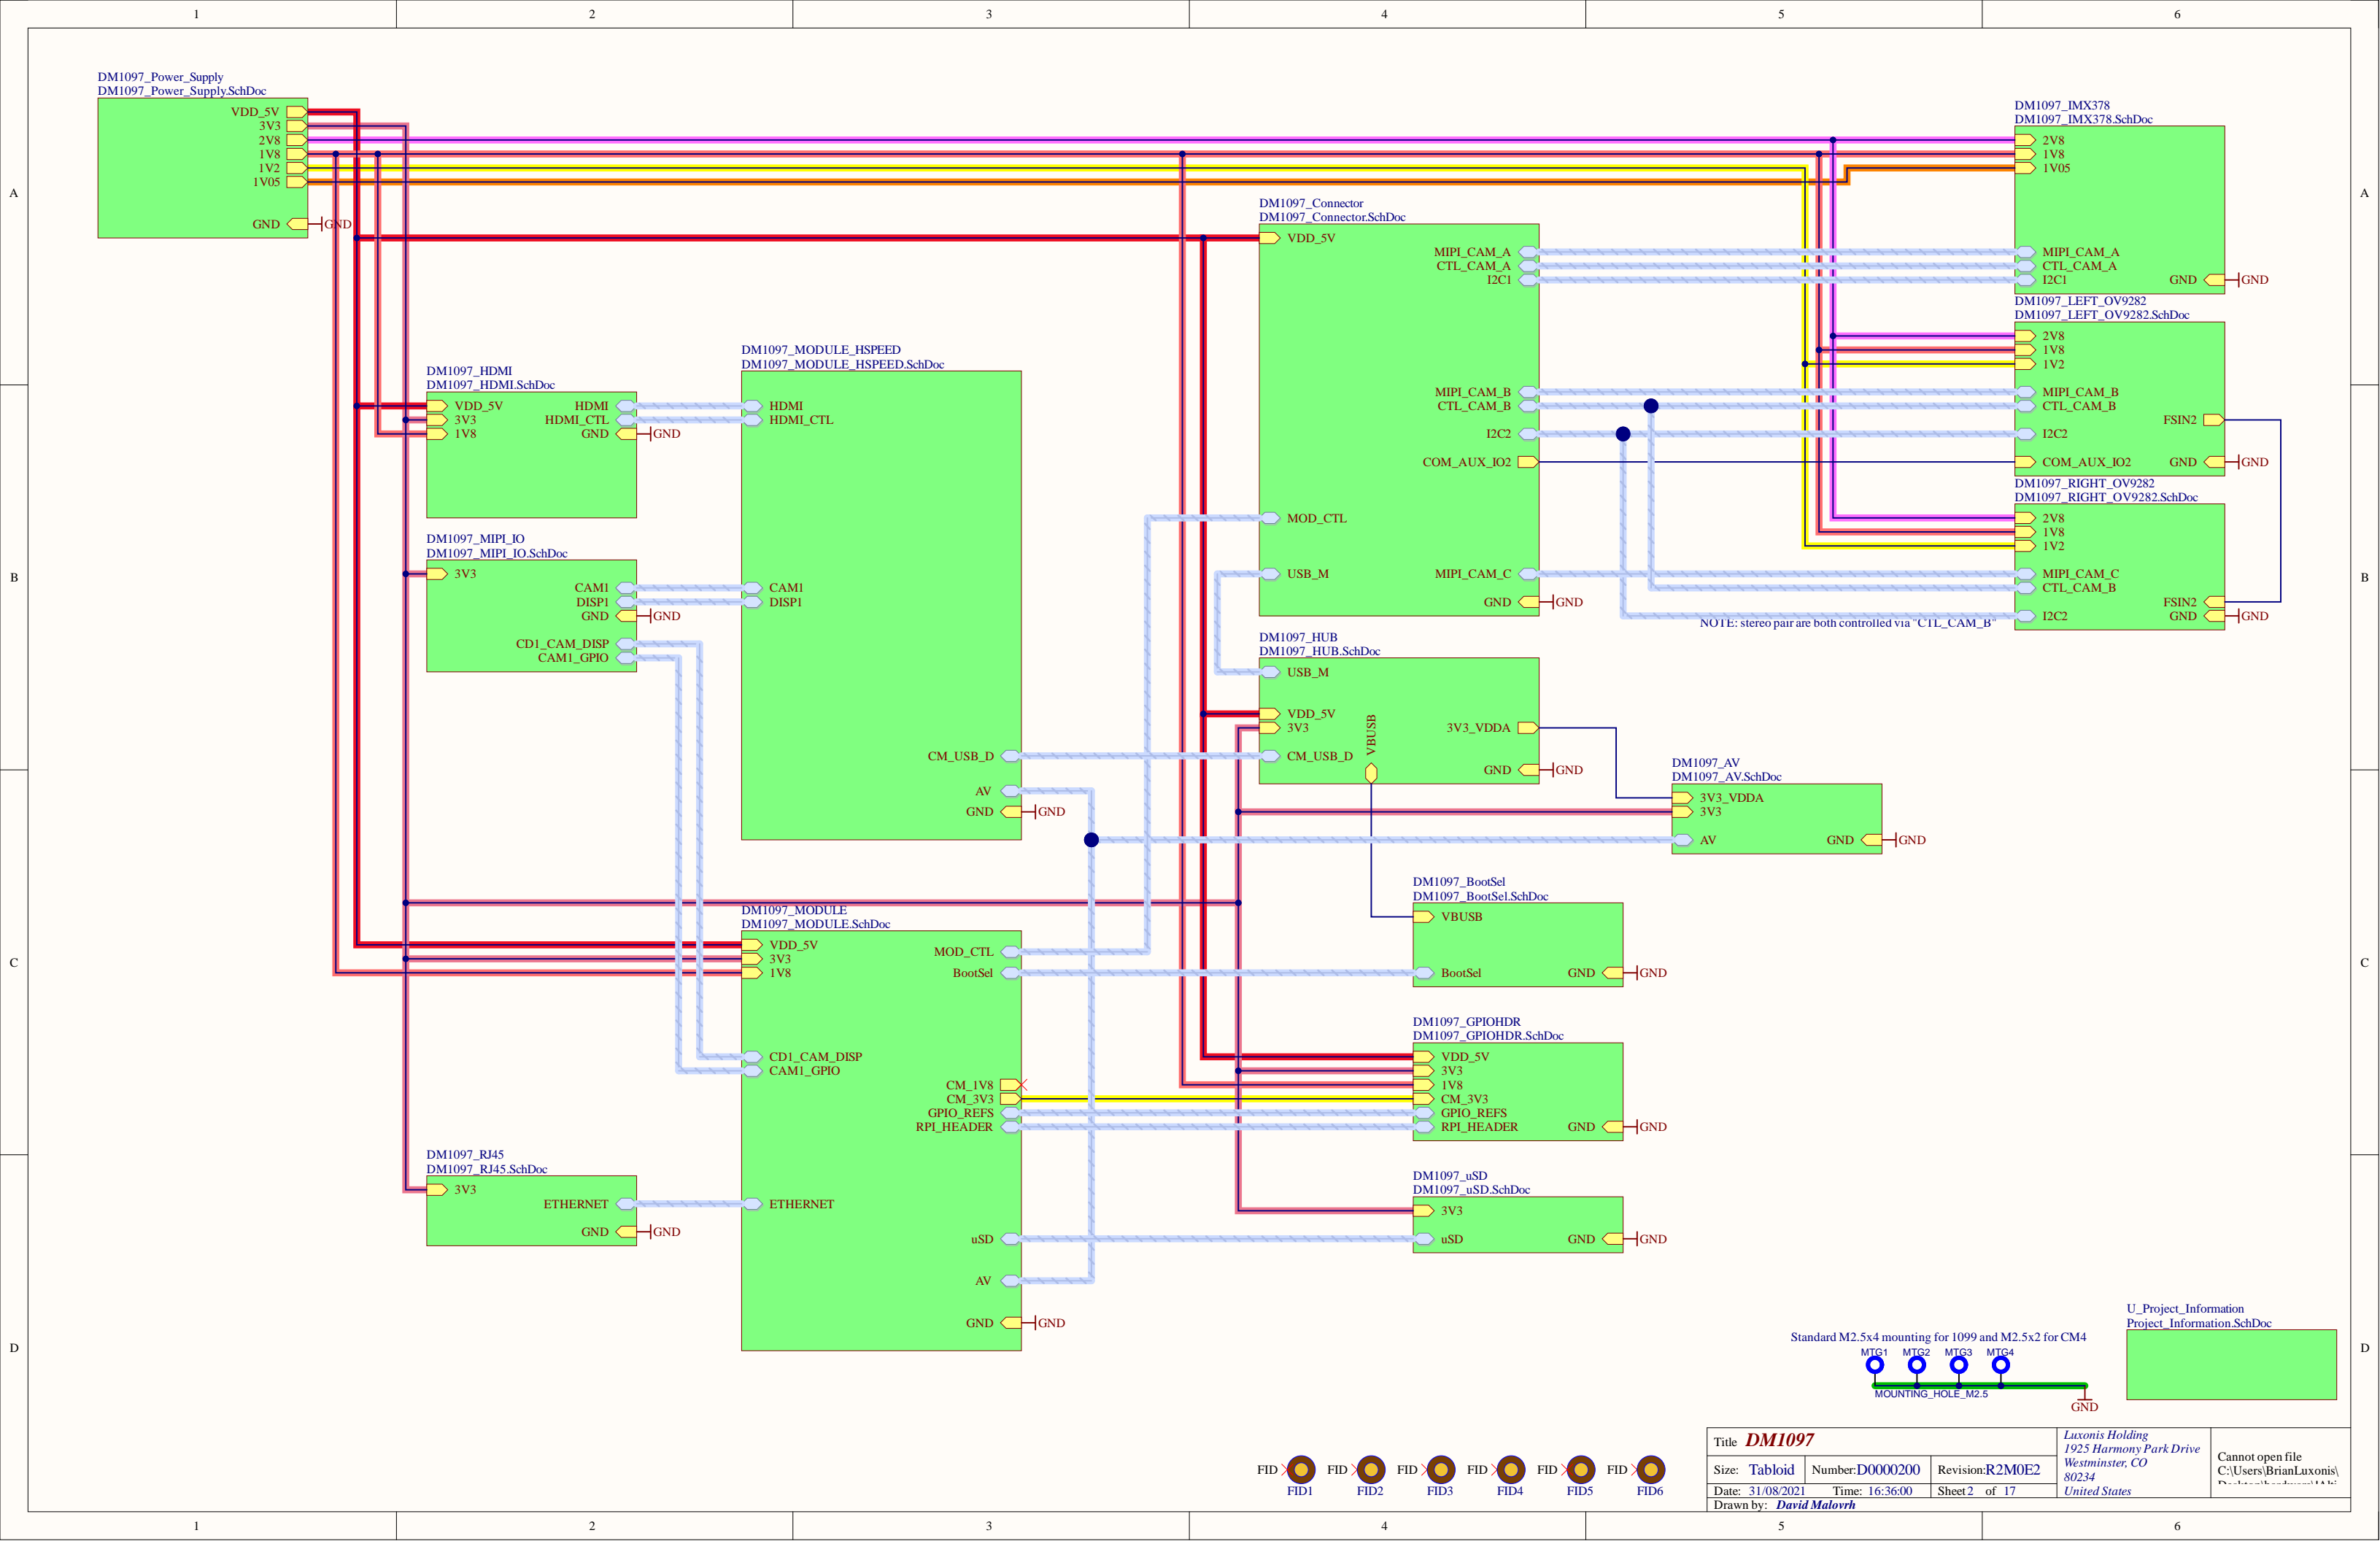 1 2 3 4 5 6
A
A
B
B
C
C
D
D
DM1097_Power_Supply
DM1097_Power_Supply.SchDoc
VDD_5V
3V3
2V8
1V8
1V2
1V05
GND GND
DM1097_HDMI
DM1097_HDMI.SchDoc
VDD_5V HDMI
3V3 HDMI_CTL
1V8 GND GND
DM1097_MIPI_IO
DM1097_MIPI_IO.SchDoc
3V3
CAM1
DISP1
GND GND
CD1_CAM_DISP
CAM1_GPIO
DM1097_RJ45
DM1097_RJ45.SchDoc
3V3
ETHERNET
GND GND
DM1097_MODULE_HSPEED
DM1097_MODULE_HSPEED.SchDoc
HDMI
HDMI_CTL
CAM1
DISP1
CM_USB_D
AV
GND GND
DM1097_MODULE
DM1097_MODULE.SchDoc
VDD_5V
MOD_CTL
3V3
1V8 BootSel
CD1_CAM_DISP
CAM1_GPIO
CM_1V8
CM_3V3
GPIO_REFS
RPI_HEADER
ETHERNET
uSD
AV
GND GND
DM1097_Connector
DM1097_Connector.SchDoc
VDD_5V
MIPI_CAM_A
CTL_CAM_A
I2C1
MIPI_CAM_B
CTL_CAM_B
I2C2
COM_AUX_IO2
MOD_CTL
USB_M MIPI_CAM_C
GND GND
DM1097_HUB
DM1097_HUB.SchDoc
USB_M
VDD_5V
3V3 3V3_VDDA
VBUSB
CM_USB_D
GND GND
DM1097_AV
DM1097_AV.SchDoc
3V3_VDDA
3V3
AV GND GND
DM1097_BootSel
DM1097_BootSel.SchDoc
VBUSB
BootSel GND GND
DM1097_GPIOHDR
DM1097_GPIOHDR.SchDoc
VDD_5V
3V3
1V8
CM_3V3
GPIO_REFS
RPI_HEADER GND GND
DM1097_uSD
DM1097_uSD.SchDoc
3V3
uSD GND GND
DM1097_IMX378
DM1097_IMX378.SchDoc
2V8
1V8
1V05
MIPI_CAM_A
CTL_CAM_A
I2C1 GND GND
DM1097_LEFT_OV9282
DM1097_LEFT_OV9282.SchDoc
2V8
1V8
1V2
MIPI_CAM_B
CTL_CAM_B
FSIN2
I2C2
COM_AUX_IO2 GND GND
DM1097_RIGHT_OV9282
DM1097_RIGHT_OV9282.SchDoc
2V8
1V8
1V2
MIPI_CAM_C
CTL_CAM_B
FSIN2
I2C2 GND GND
NOTE: stereo pair are both controlled via "CTL_CAM_B"
U_Project_Information
Project_Information.SchDoc
Standard M2.5x4 mounting for 1099 and M2.5x2 for CM4
MTG1 MTG2 MTG3 MTG4
MOUNTING_HOLE_M2.5
GND
FID FID FID FID FID FID
FID1 FID2 FID3 FID4 FID5 FID6
Title DM1097
Size: Tabloid Number: D0000200 Revision: R2M0E2
Date: 31/08/2021 Time: 16:36:00 Sheet 2 of 17
Drawn by: David Malovrh
Luxonis Holding
1925 Harmony Park Drive
Westminster, CO
80234
United States
Cannot open file
C:\Users\BrianLuxonis\
1 2 3 4 5 6